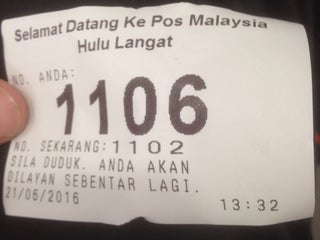 Selamat Datang Ke Pos Malaysia
Hulu Langat
NO. ANDA:
1106
NO. SEKARANG:1102
SILA DUDUK. ANDA AKAN
DILAYAN SEBENTAR LAGI.
21/06/2016 13:32